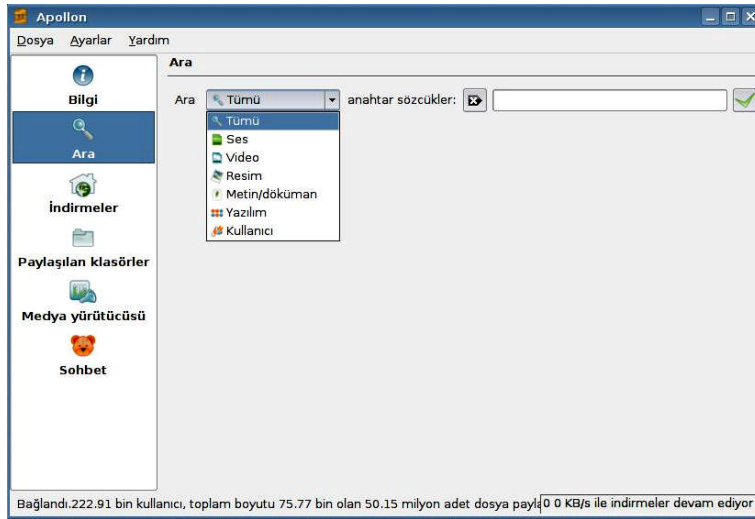 Apollon
Dosya Ayarlar Yardım
Ara
Bilgi
Ara
İndirmeler
Paylaşılan klasörler
Medya yürütücüsü
Sohbet
Ara Tümü anahtar sözcükler:
Tümü
Ses
Video
Resim
Metin/döküman
Yazılım
Kullanıcı
Bağlandı.222.91 bin kullanıcı, toplam boyutu 75.77 bin olan 50.15 milyon adet dosya 0 0 KB/s ile indirmeler devam ediyor